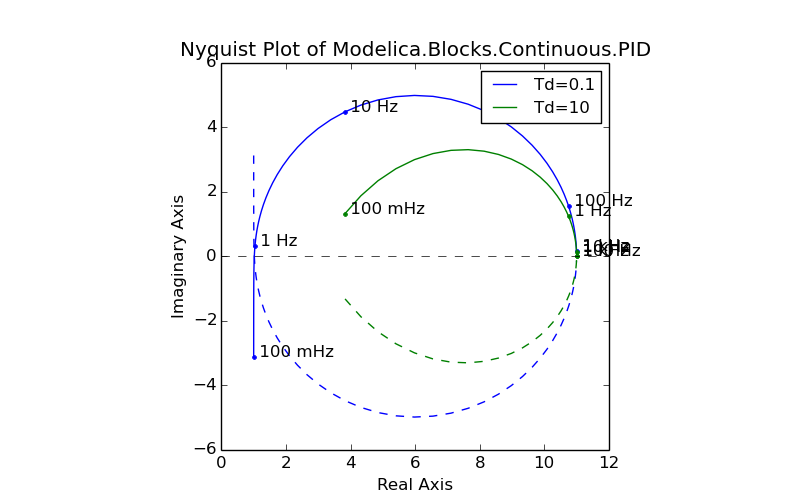 Nyquist Plot of Modelica.Blocks.Continuous.PID
6
Td=0.1
Td=10
10 Hz
4
100 Hz
1 Hz
100 mHz
2
1 Hz
0
−2
100 mHz
−4
−6
0 2 4 6 8 10 12
Real Axis
Imaginary Axis